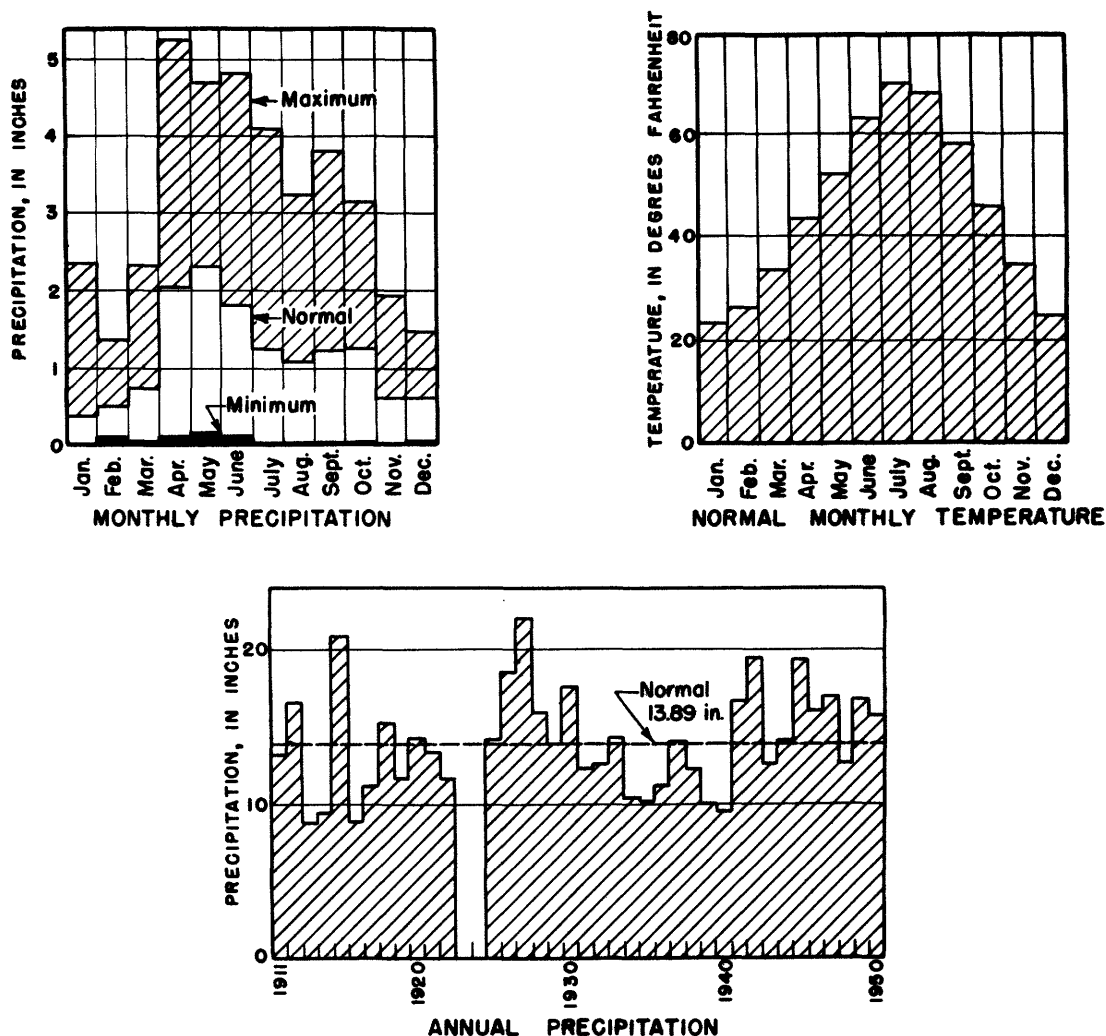 PRECIPITATION, IN INCHES
5
4
3
2
1
0
Maximum
Normal
Minimum
Jan.
Feb.
Mar.
Apr.
May
June
July
Aug.
Sept.
Oct.
Nov.
Dec.
MONTHLY PRECIPITATION
TEMPERATURE, IN DEGREES FAHRENHEIT
80
60
40
20
0
Jan.
Feb.
Mar.
Apr.
May
June
July
Aug.
Sept.
Oct.
Nov.
Dec.
NORMAL MONTHLY TEMPERATURE
PRECIPITATION, IN INCHES
20
10
0
Normal
13.89 in.
1911
1920
1930
1940
1950
ANNUAL PRECIPITATION